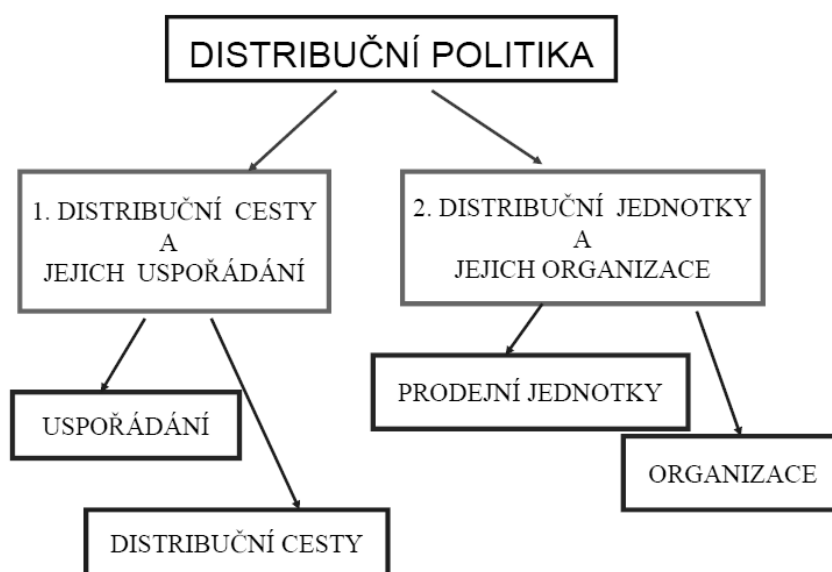 DISTRIBUČNÍ POLITIKA
1. DISTRIBUČNÍ CESTY
A
JEJICH USPOŘÁDÁNÍ
2. DISTRIBUČNÍ JEDNOTKY
A
JEJICH ORGANIZACE
USPOŘÁDÁNÍ
DISTRIBUČNÍ CESTY
PRODEJNÍ JEDNOTKY
ORGANIZACE